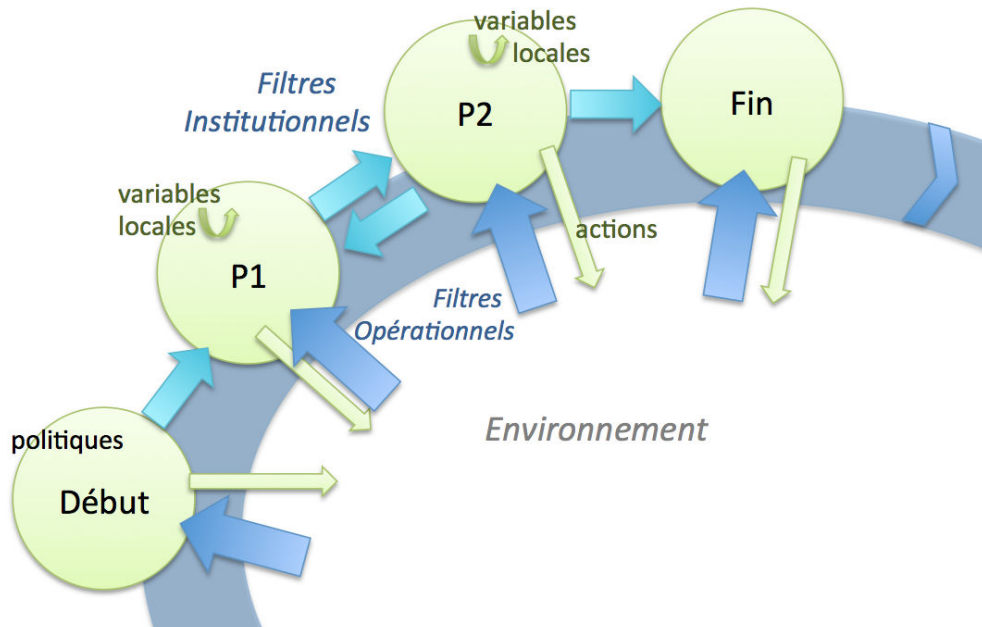 variables
locales
P2
Fin
Filtres
Institutionnels
variables
locales
P1
actions
Filtres
Opérationnels
Environnement
politiques
Début